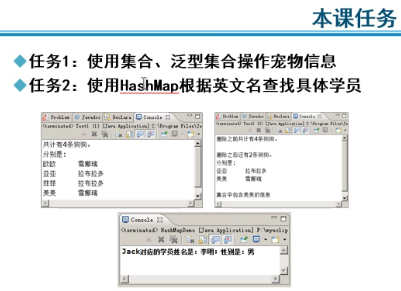 本课任务
任务1：使用集合、泛型集合操作宠物信息
任务2：使用HashMap根据英文名查找具体学员
Problem Javadoc Declara Console
<terminated> Test1 (1) [Java Application] C:\Program Files\
共计有4条狗狗。
分别是：
欧欧 雪娜瑞
亚亚 拉布拉多
菲菲 拉布拉多
美美 雪娜瑞
Problem Javadoc Declara Console
[Java Application] C:\Program
删除之前共计有4条狗狗。
删除之后还有2条狗狗。
分别是：
亚亚 拉布拉多
美美 雪娜瑞
集合中包含美美的信息
Console
<terminated> HashMapDemo [Java Application] F:\myeclip
Jack对应的学员姓名是：李明；性别是：男